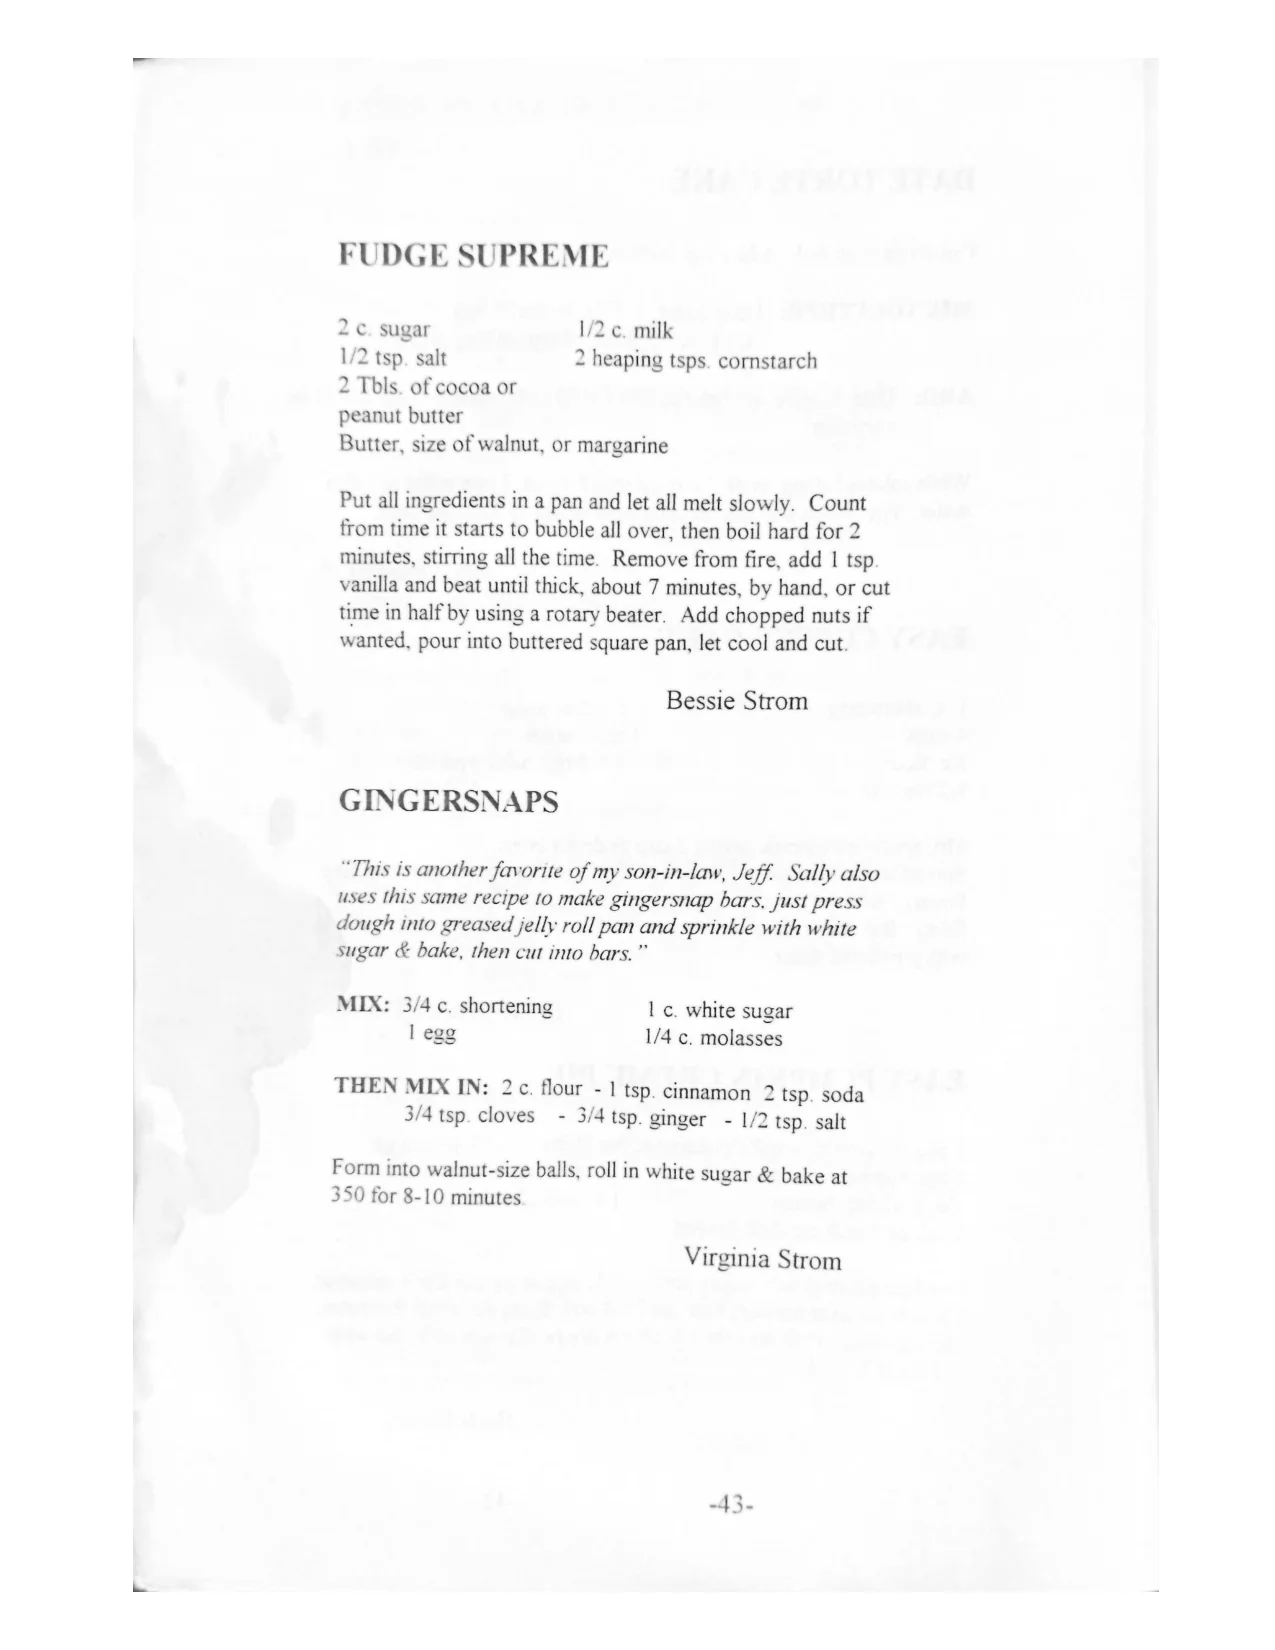 FUDGE SUPREME
2 c. sugar 1/2 c. milk
1/2 tsp. salt 2 heaping tsps. cornstarch
2 Tbls. of cocoa or
peanut butter
Butter, size of walnut, or margarine
Put all ingredients in a pan and let all melt slowly. Count
from time it starts to bubble all over, then boil hard for 2
minutes, stirring all the time. Remove from fire, add 1 tsp.
vanilla and beat until thick, about 7 minutes, by hand, or cut
time in half by using a rotary beater. Add chopped nuts if
wanted, pour into buttered square pan, let cool and cut.
Bessie Strom
GINGERSNAPS
"This is another favorite of my son-in-law, Jeff. Sally also
uses this same recipe to make gingersnap bars, just press
dough into greased jelly roll pan and sprinkle with white
sugar & bake, then cut into bars."
MIX: 3/4 c. shortening 1 c. white sugar
1 egg 1/4 c. molasses
THEN MIX IN: 2 c. flour - 1 tsp. cinnamon 2 tsp. soda
3/4 tsp. cloves - 3/4 tsp. ginger - 1/2 tsp. salt
Form into walnut-size balls, roll in white sugar & bake at
350 for 8-10 minutes.
Virginia Strom
-43-